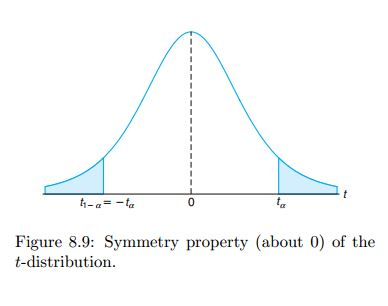 t₁₋α = −tα 0 tα t
Figure 8.9: Symmetry property (about 0) of the
t-distribution.